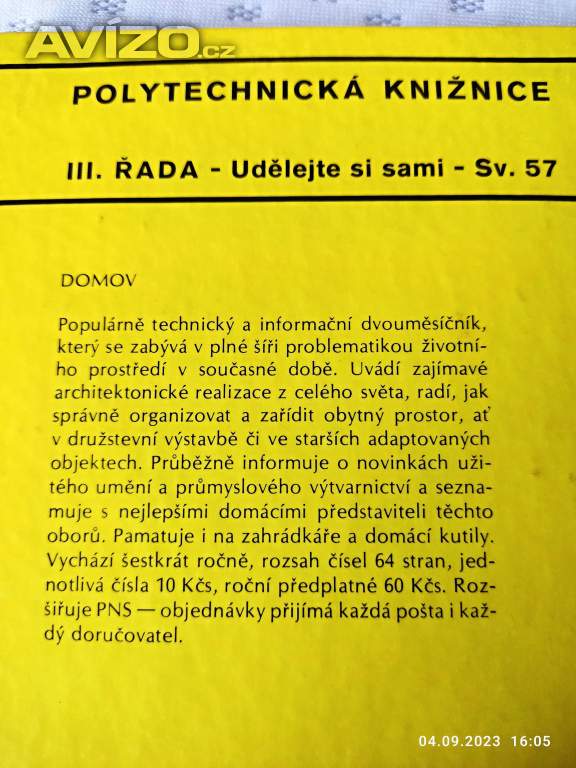 AVÍZO.cz
POLYTECHNICKÁ KNIŽNICE
III. ŘADA - Udělejte si sami - Sv. 57
DOMOV
Populárně technický a informační dvouměsíčník,
který se zabývá v plné šíři problematikou životní-
ho prostředí v současné době. Uvádí zajímavé
architektonické realizace z celého světa, radí, jak
správně organizovat a zařídit obytný prostor, ať
v družstevní výstavbě či ve starších adaptovaných
objektech. Průběžně informuje o novinkách uži-
tého umění a průmyslového výtvarnictví a sezna-
muje s nejlepšími domácími představiteli těchto
oborů. Pamatuje i na zahrádkáře a domácí kutily.
Vychází šestkrát ročně, rozsah čísel 64 stran, jed-
notlivá čísla 10 Kčs, roční předplatné 60 Kčs. Roz-
šiřuje PNS — objednávky přijímá každá pošta i kaž-
dý doručovatel.
04.09.2023 16:05